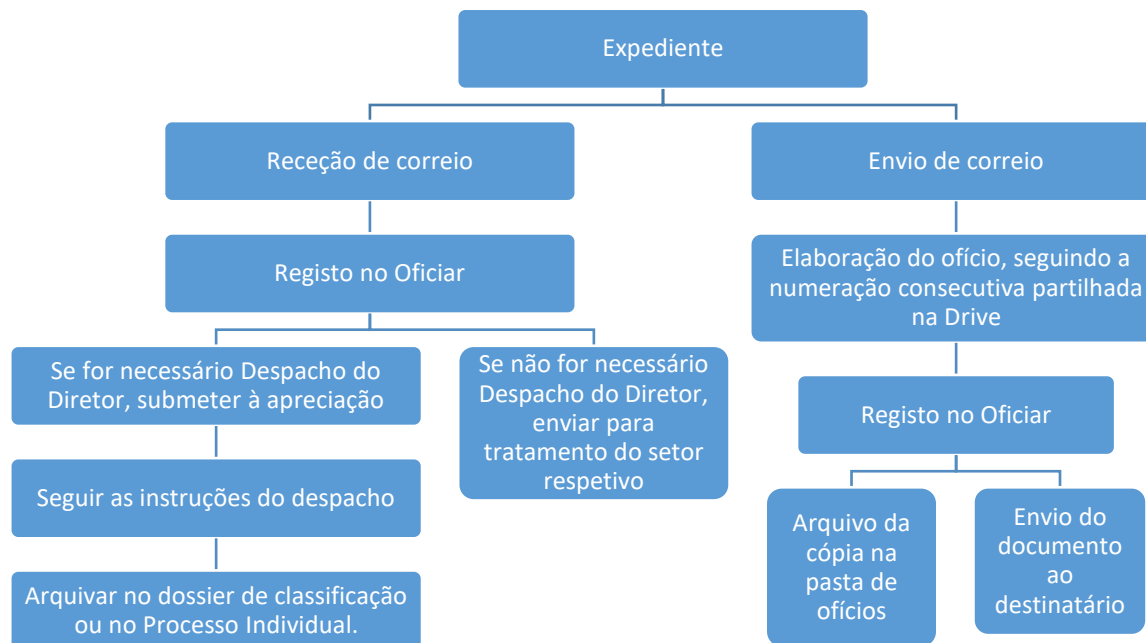 Expediente
Receção de correio
Envio de correio
Registo no Oficiar
Elaboração do ofício, seguindo a
numeração consecutiva partilhada
na Drive
Se for necessário Despacho do
Diretor, submeter à apreciação
Se não for necessário
Despacho do Diretor,
enviar para
tratamento do setor
respetivo
Registo no Oficiar
Seguir as instruções do despacho
Arquivo da
cópia na
pasta de
ofícios
Envio do
documento
ao
destinatário
Arquivar no dossier de classificação
ou no Processo Individual.